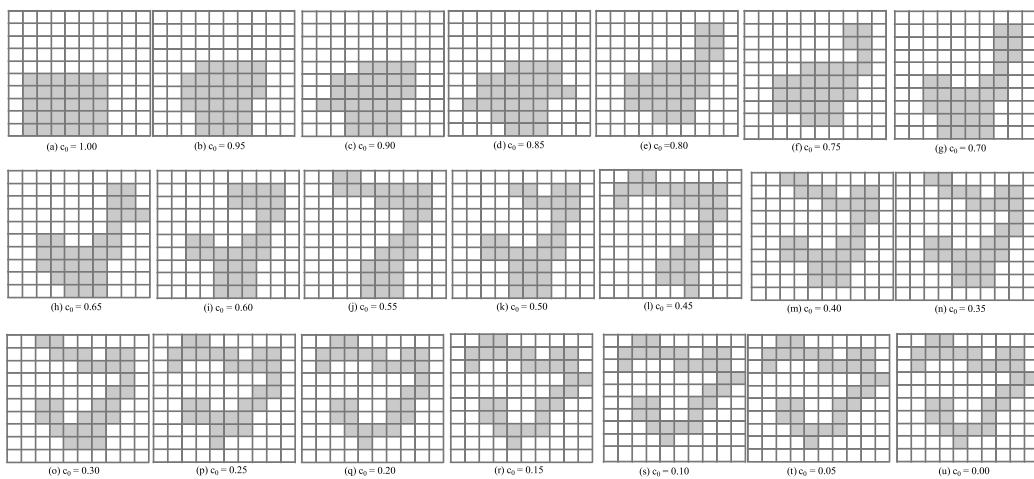 (a) c₀ = 1.00 (b) c₀ = 0.95 (c) c₀ = 0.90 (d) c₀ = 0.85 (e) c₀ =0.80 (f) c₀ = 0.75 (g) c₀ = 0.70
(h) c₀ = 0.65 (i) c₀ = 0.60 (j) c₀ = 0.55 (k) c₀ = 0.50 (l) c₀ = 0.45 (m) c₀ = 0.40 (n) c₀ = 0.35
(o) c₀ = 0.30 (p) c₀ = 0.25 (q) c₀ = 0.20 (r) c₀ = 0.15 (s) c₀ = 0.10 (t) c₀ = 0.05 (u) c₀ = 0.00